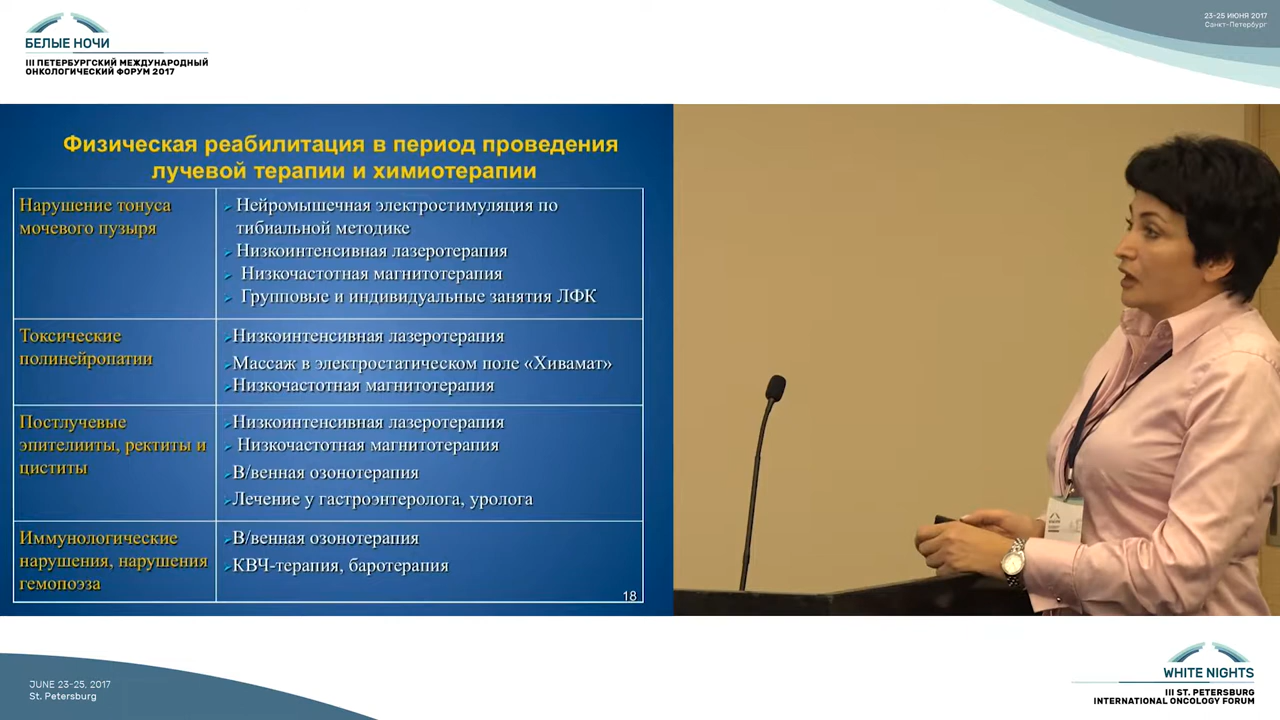 БЕЛЫЕ НОЧИ
III ПЕТЕРБУРГСКИЙ МЕЖДУНАРОДНЫЙ
ОНКОЛОГИЧЕСКИЙ ФОРУМ 2017
23-25 ИЮНЯ 2017
Санкт-Петербург
Физическая реабилитация в период проведения
лучевой терапии и химиотерапии
Нарушение тонуса
мочевого пузыря
Нейромышечная электростимуляция по
тибиальной методике
Низкоинтенсивная лазеротерапия
Низкочастотная магнитотерапия
Групповые и индивидуальные занятия ЛФК
Токсические
полинейропатии
Низкоинтенсивная лазеротерапия
Массаж в электростатическом поле «Хивамат»
Низкочастотная магнитотерапия
Постлучевые
эпителииты, ректиты и
циститы
Низкоинтенсивная лазеротерапия
Низкочастотная магнитотерапия
В/венная озонотерапия
Лечение у гастроэнтеролога, уролога
Иммунологические
нарушения, нарушения
гемопоэза
В/венная озонотерапия
КВЧ-терапия, баротерапия
18
JUNE 23-25, 2017
St. Petersburg
WHITE NIGHTS
III ST. PETERSBURG
INTERNATIONAL ONCOLOGY FORUM